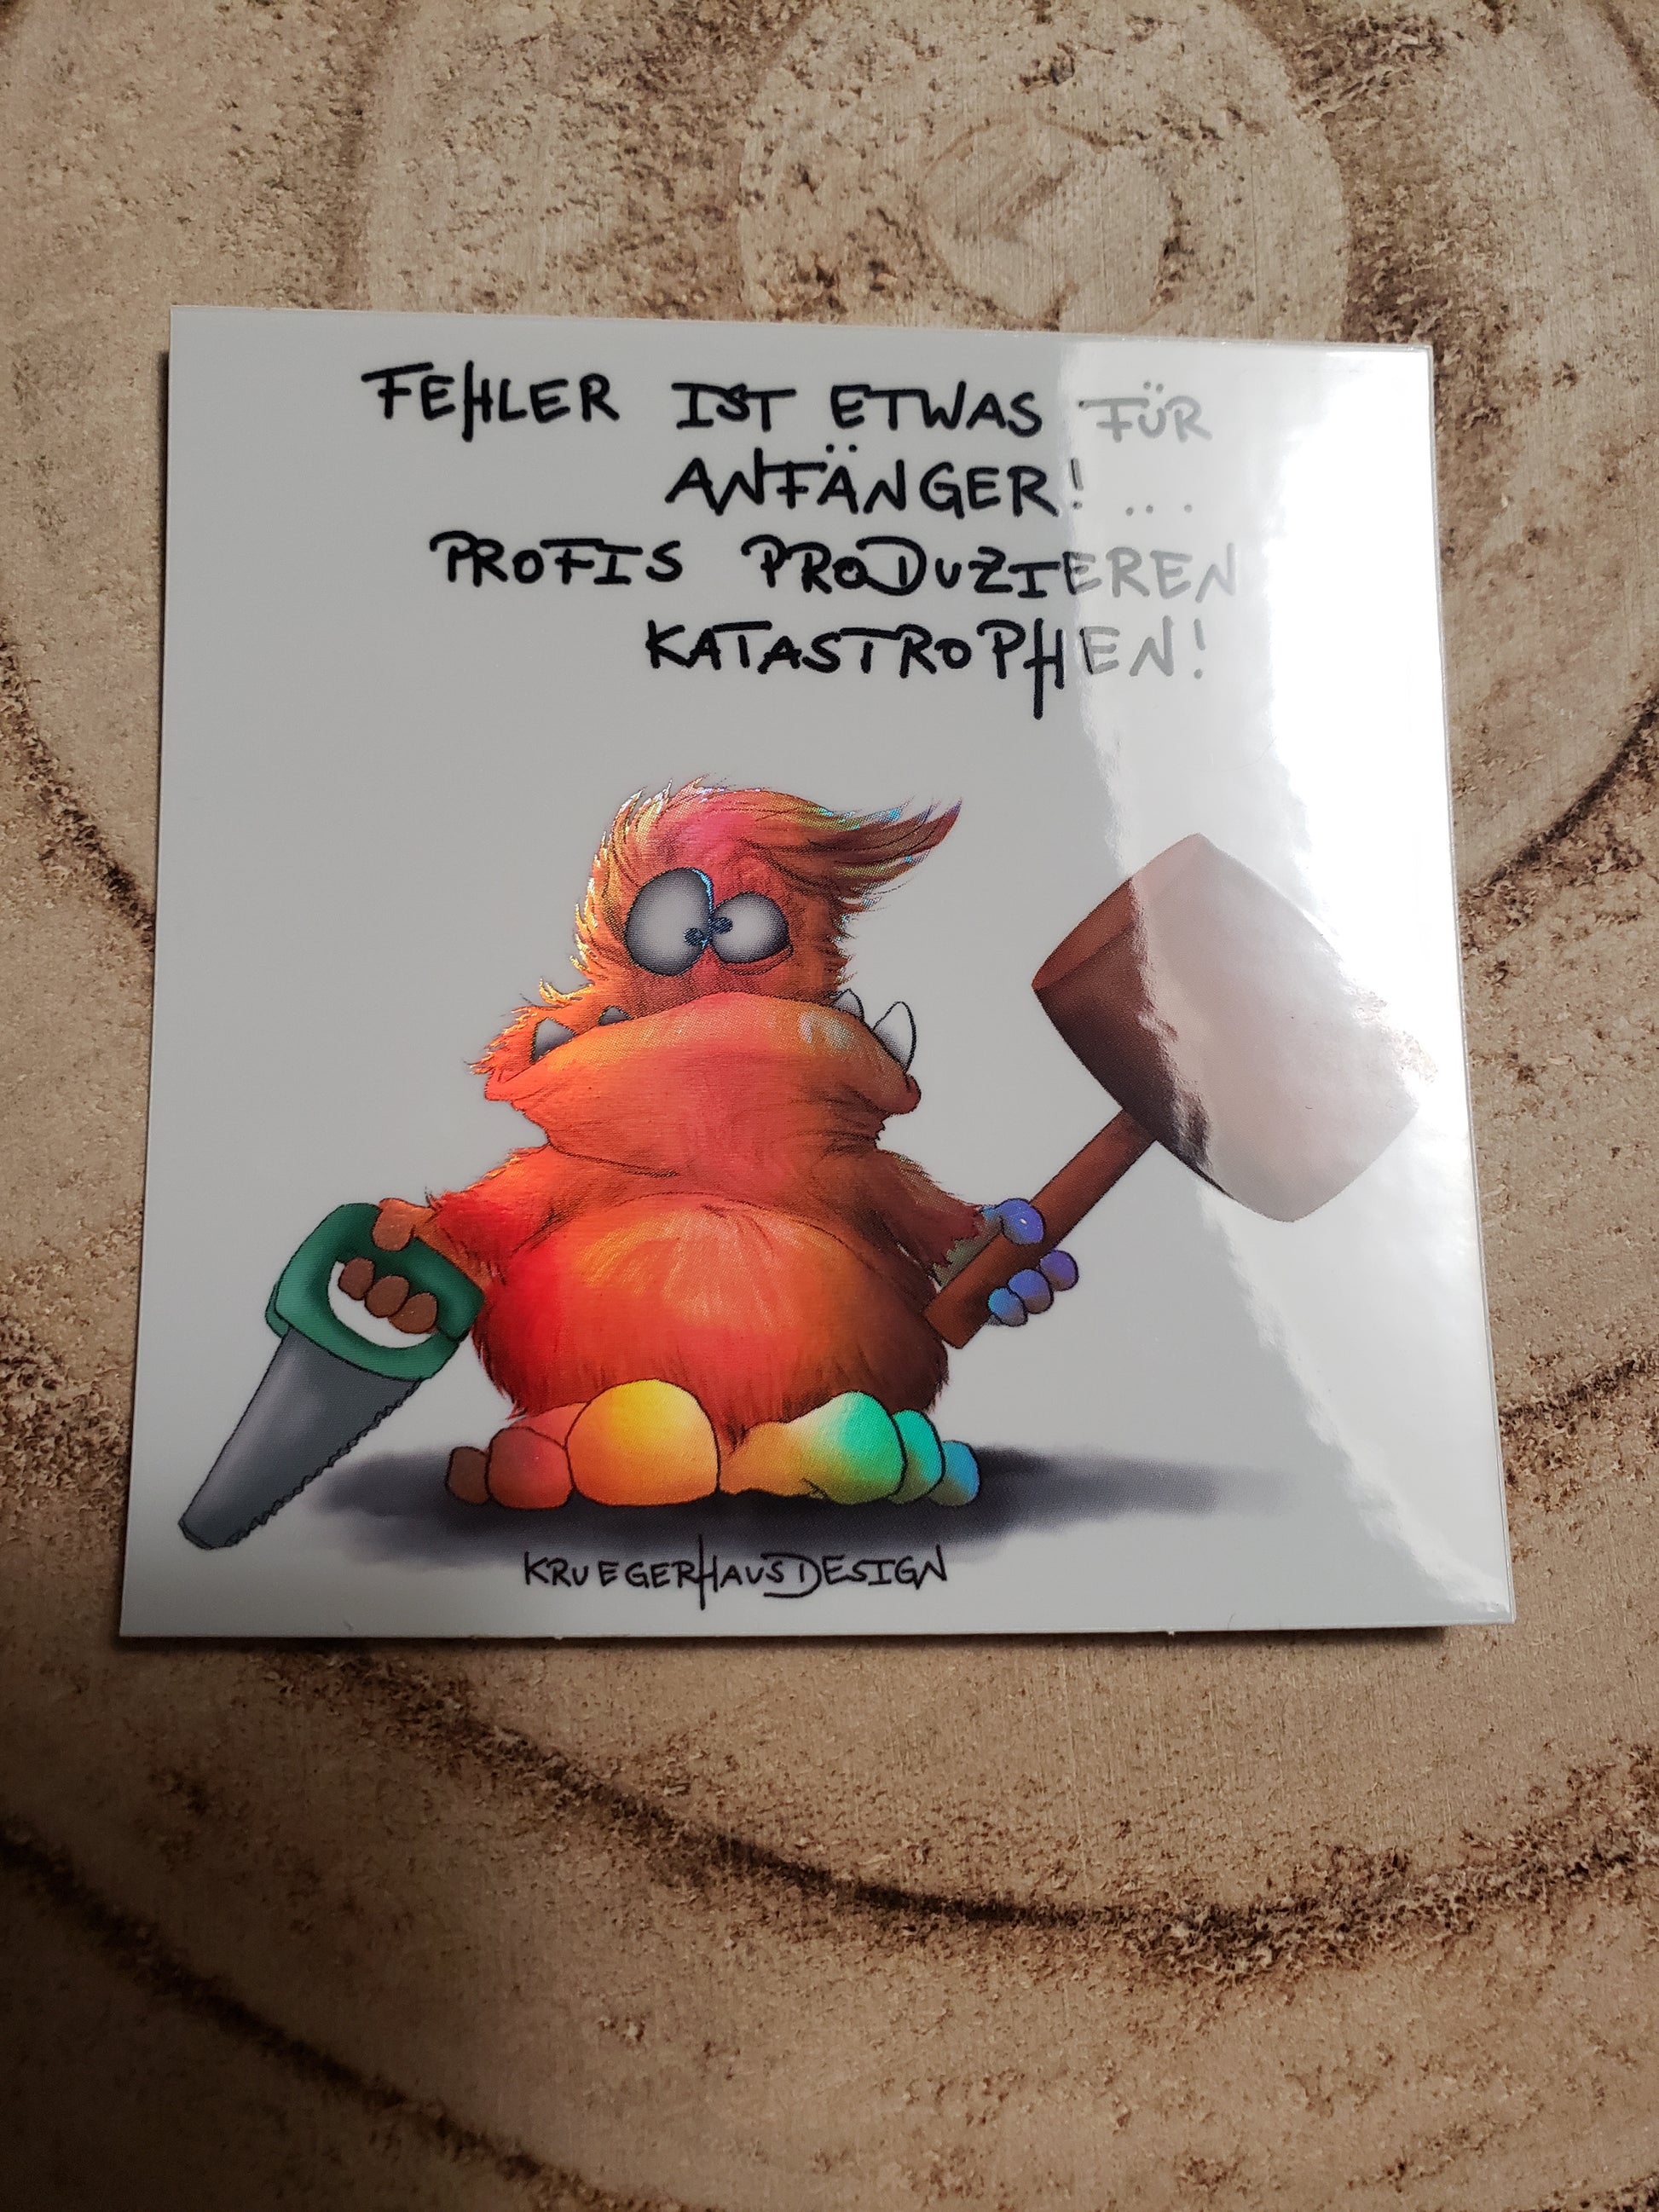 FEHLER IST ETWAS FÜR
ANFÄNGER! ...
PROFIS PRODUZIEREN
KATASTROPHEN!
KRUEGERHAUSDESIGN